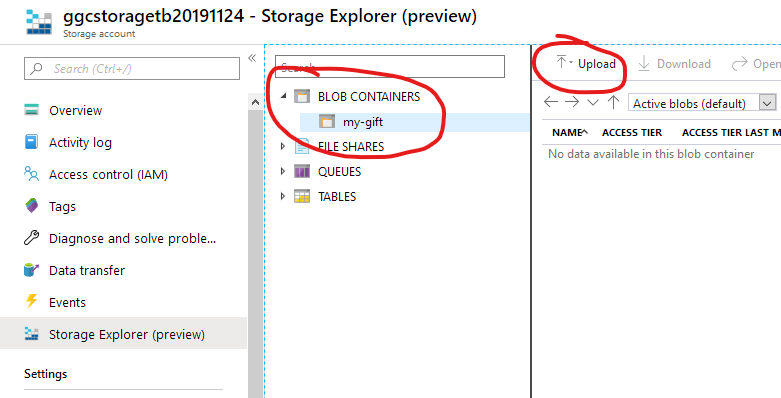 ggcstoragetb20191124 - Storage Explorer (preview)
Storage account
Search (Ctrl+/)
Overview
Activity log
Access control (IAM)
Tags
Diagnose and solve proble...
Data transfer
Events
Storage Explorer (preview)
Settings
Search
BLOB CONTAINERS
my-gift
FILE SHARES
QUEUES
TABLES
Upload
Download
Open
Active blobs (default)
NAME ACCESS TIER ACCESS TIER LAST M
No data available in this blob container